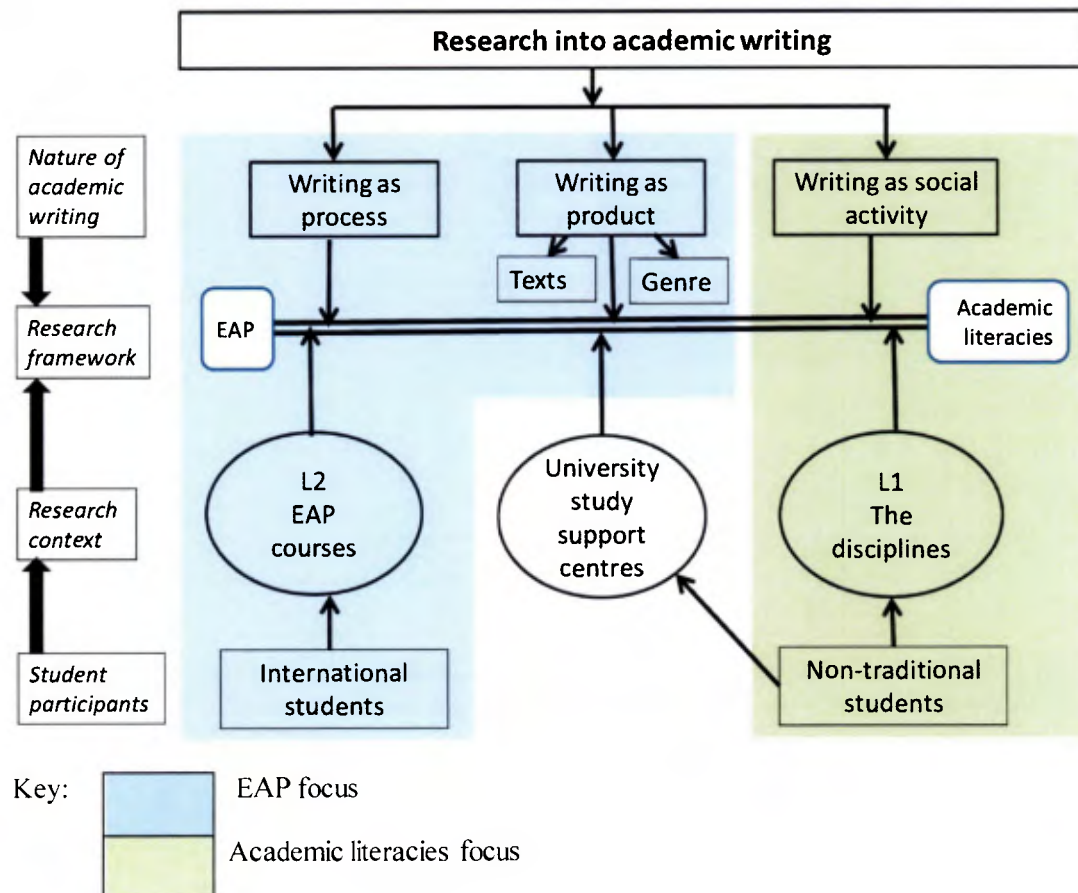 Research into academic writing
Nature of
academic
writing
Writing as
process
Writing as
product
Writing as social
activity
Texts
Genre
Research
framework
EAP
Academic
literacies
Research
context
L2
EAP
courses
University
study
support
centres
L1
The
disciplines
Student
participants
International
students
Non-traditional
students
Key:
EAP focus
Academic literacies focus